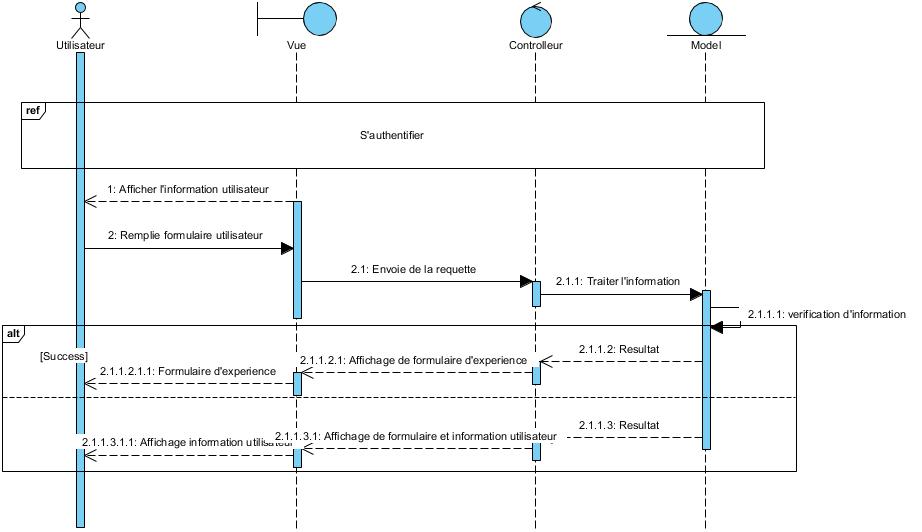 Utilisateur
Vue
Controlleur
Model
ref
S'authentifier
1: Afficher l'information utilisateur
2: Remplie formulaire utilisateur
2.1: Envoie de la requette
2.1.1: Traiter l'information
2.1.1.1: verification d'information
alt
[Success]
2.1.1.2: Resultat
2.1.1.2.1: Affichage de formulaire d'experience
2.1.1.2.1.1: Formulaire d'experience
2.1.1.3: Resultat
2.1.1.3.1: Affichage de formulaire et information utilisateur
2.1.1.3.1.1: Affichage information utilisateur